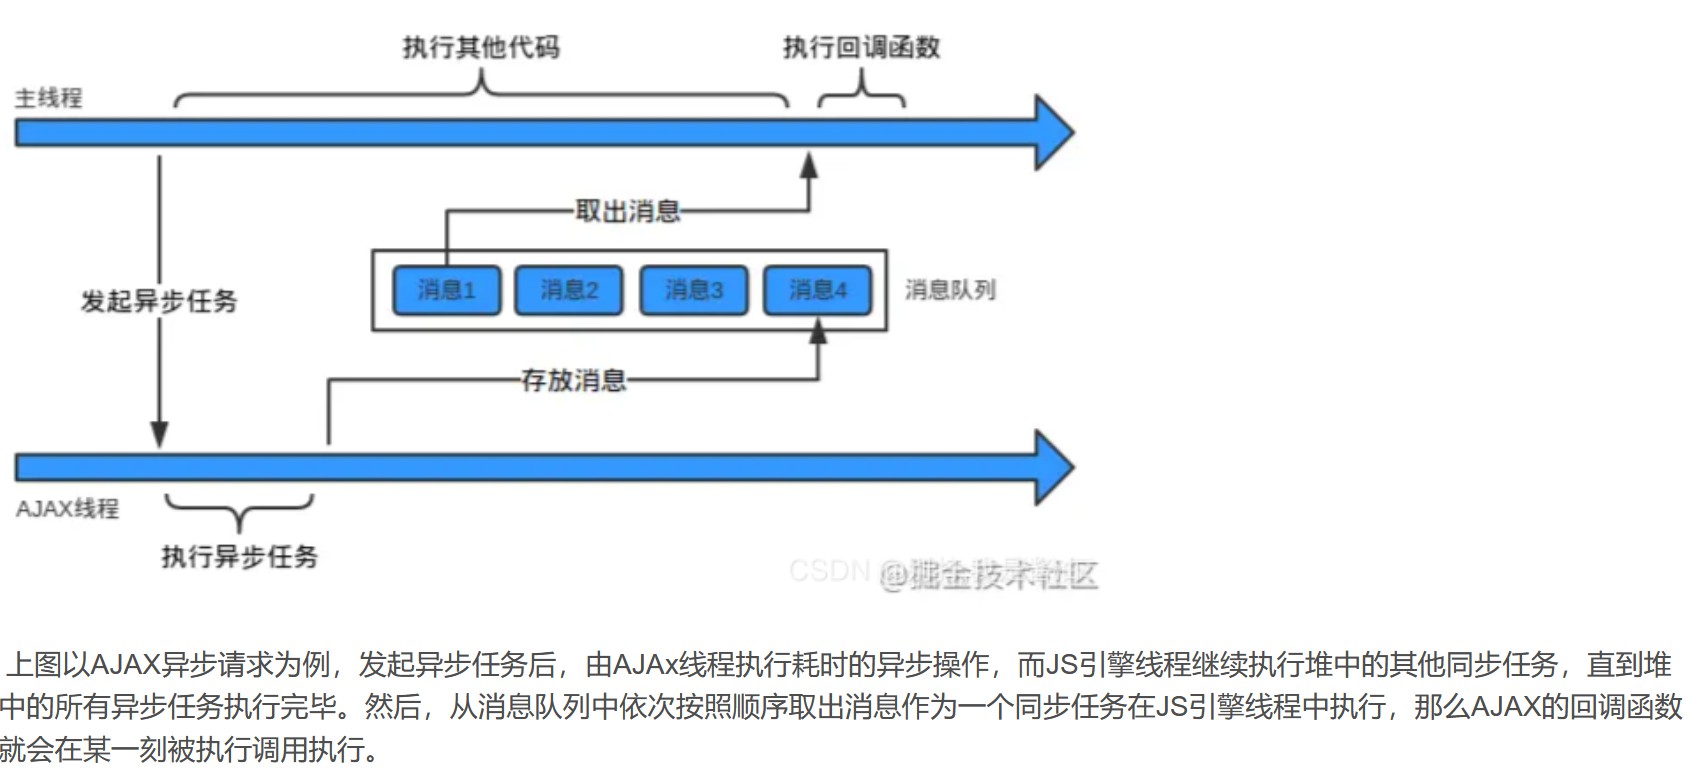 执行其他代码
执行回调函数
主线程
取出消息
消息1
消息2
消息3
消息4
消息队列
发起异步任务
存放消息
AJAX线程
执行异步任务
CSDN
@掘金技术社区
上图以AJAX异步请求为例，发起异步任务后，由AJAx线程执行耗时的异步操作，而JS引擎线程继续执行堆中的其他同步任务，直到堆
中的所有异步任务执行完毕。然后，从消息队列中依次按照顺序取出消息作为一个同步任务在JS引擎线程中执行，那么AJAX的回调函数
就会在某一刻被执行调用执行。